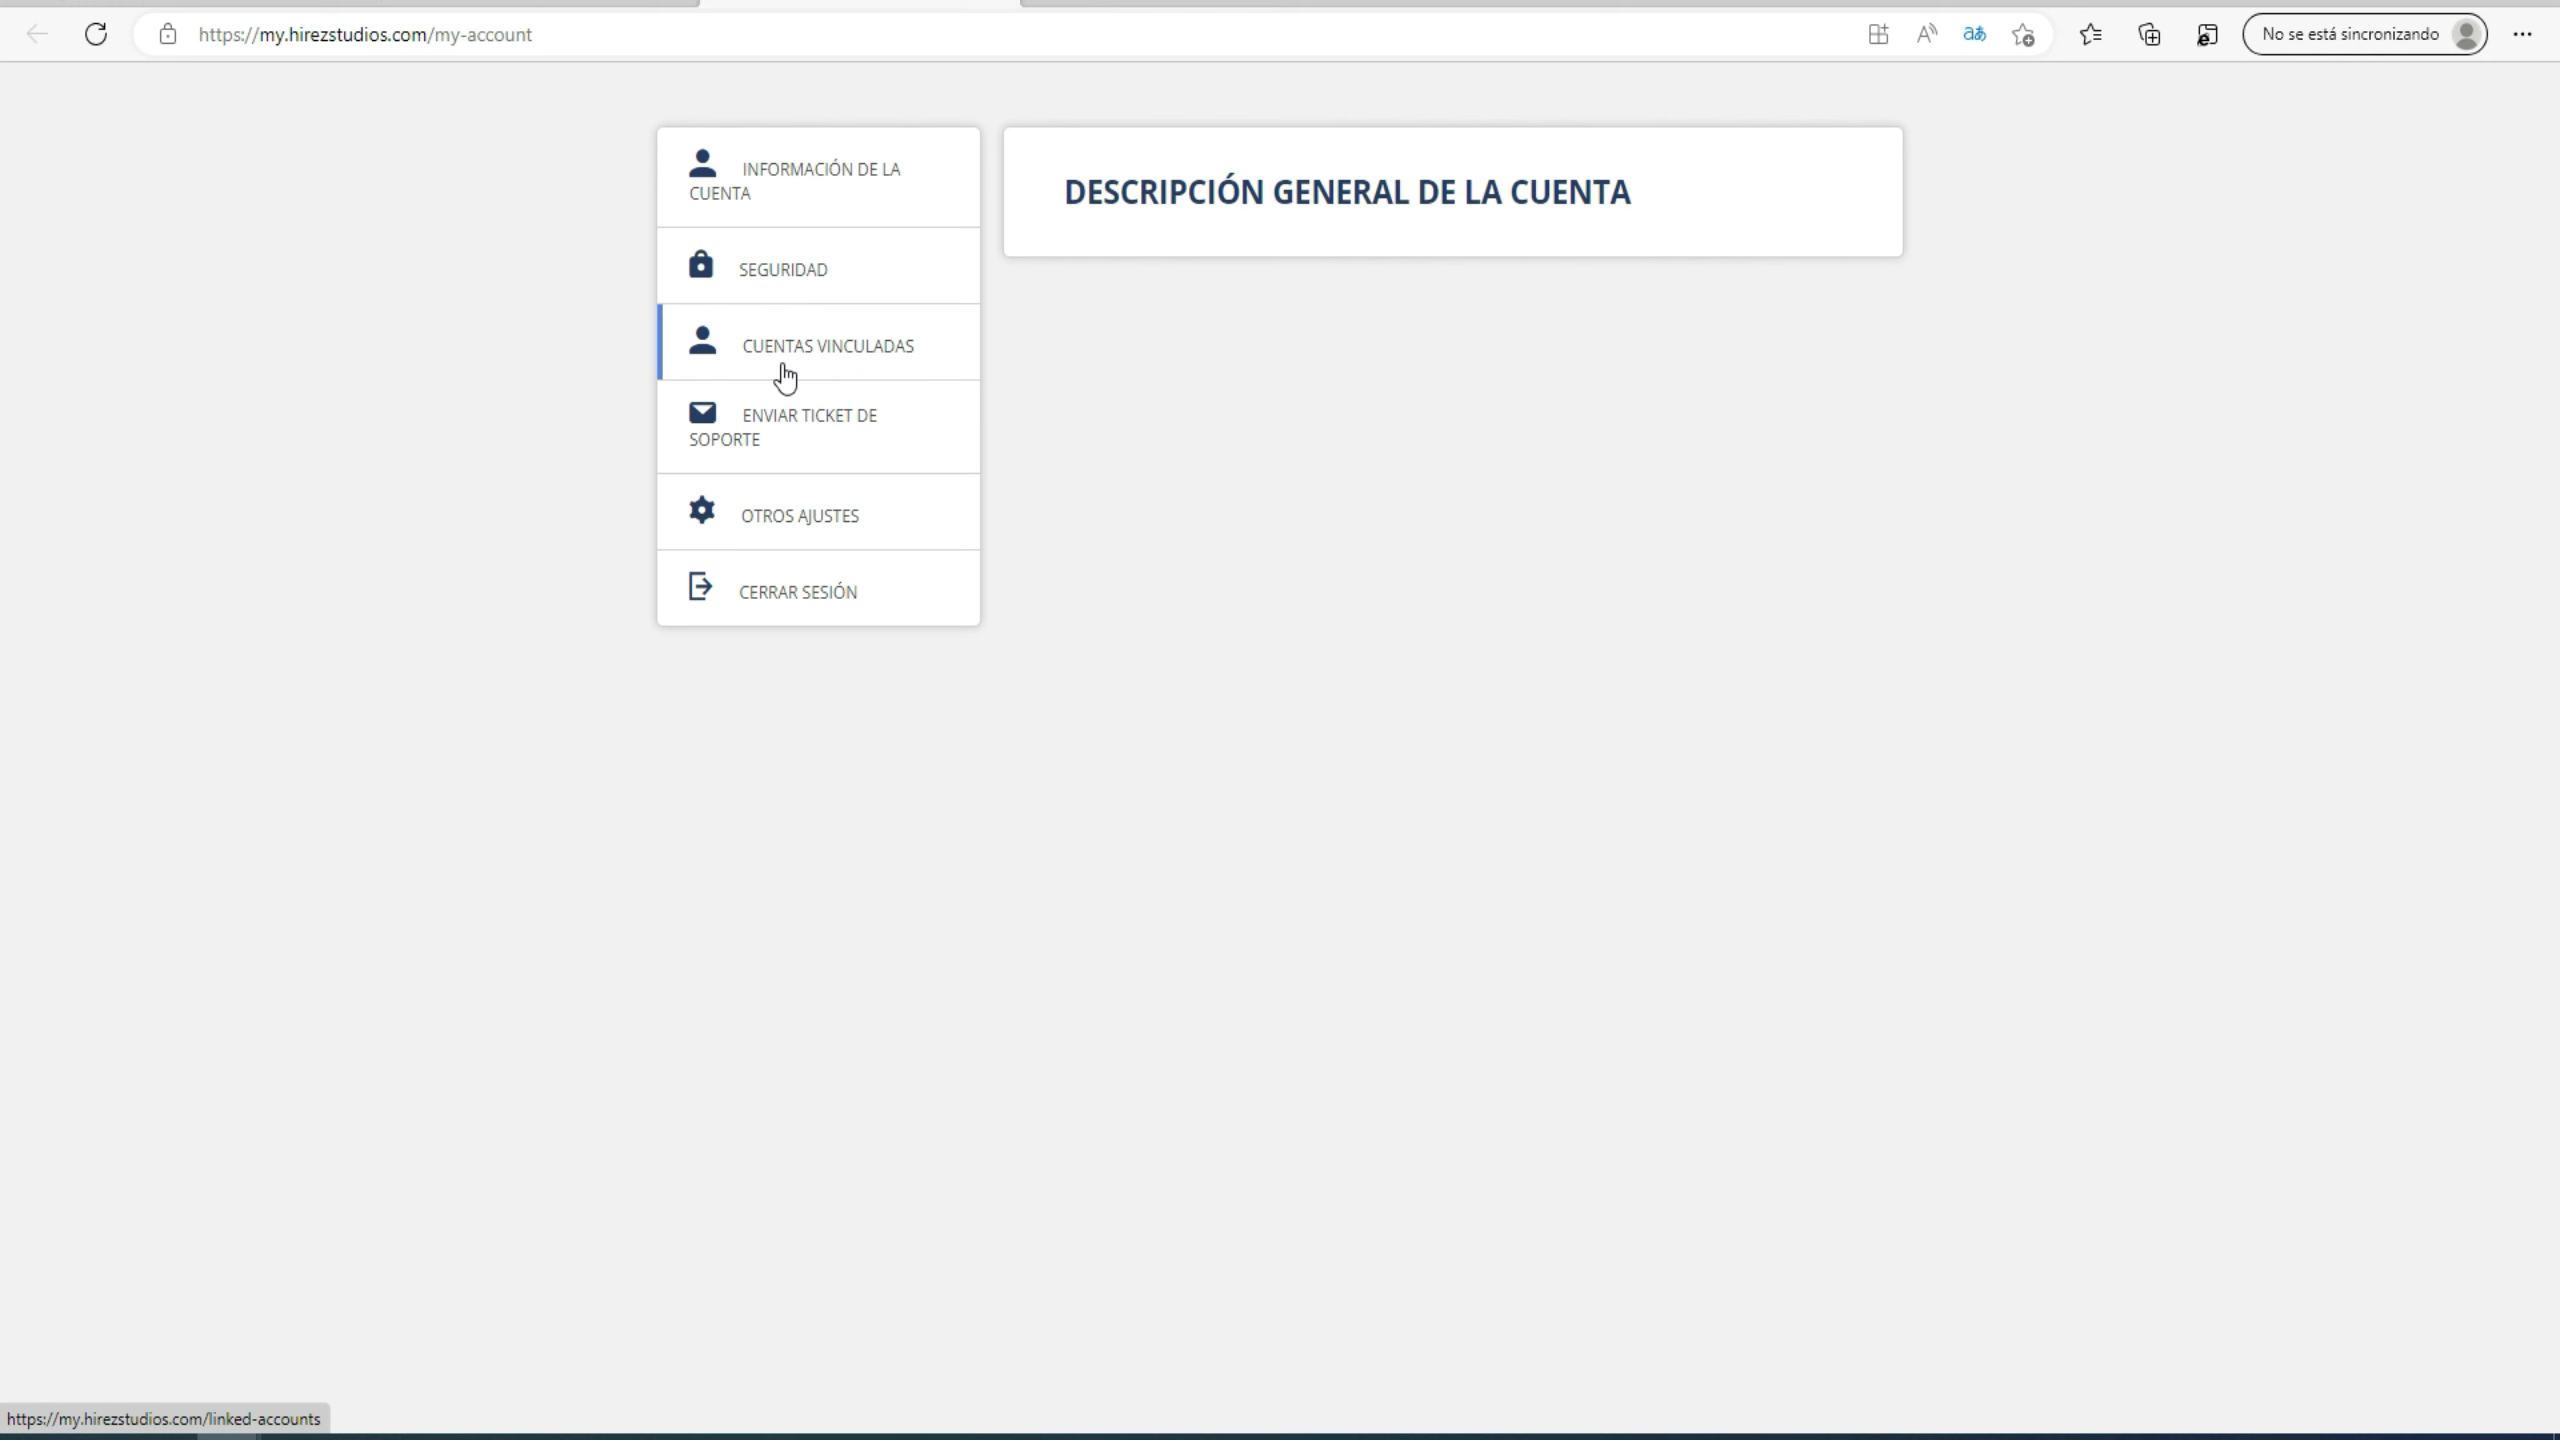 https://my.hirezstudios.com/my-account
No se está sincronizando
INFORMACIÓN DE LA
CUENTA
SEGURIDAD
CUENTAS VINCULADAS
ENVIAR TICKET DE
SOPORTE
OTROS AJUSTES
CERRAR SESIÓN
DESCRIPCIÓN GENERAL DE LA CUENTA
https://my.hirezstudios.com/linked-accounts